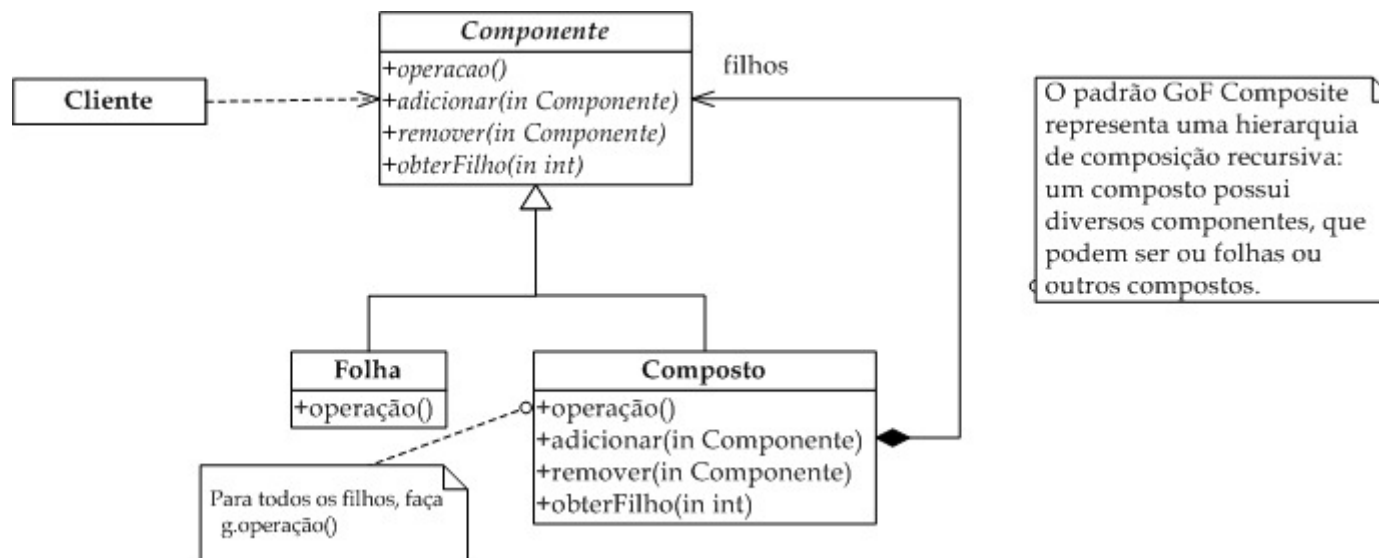 Componente
+operacao()
+adicionar(in Componente)
+remover(in Componente)
+obterFilho(in int)
filhos
Cliente
O padrão GoF Composite
representa uma hierarquia
de composição recursiva:
um composto possui
diversos componentes, que
podem ser ou folhas ou
outros compostos.
Folha
+operação()
Composto
+operação()
+adicionar(in Componente)
+remover(in Componente)
+obterFilho(in int)
Para todos os filhos, faça
g.operação()